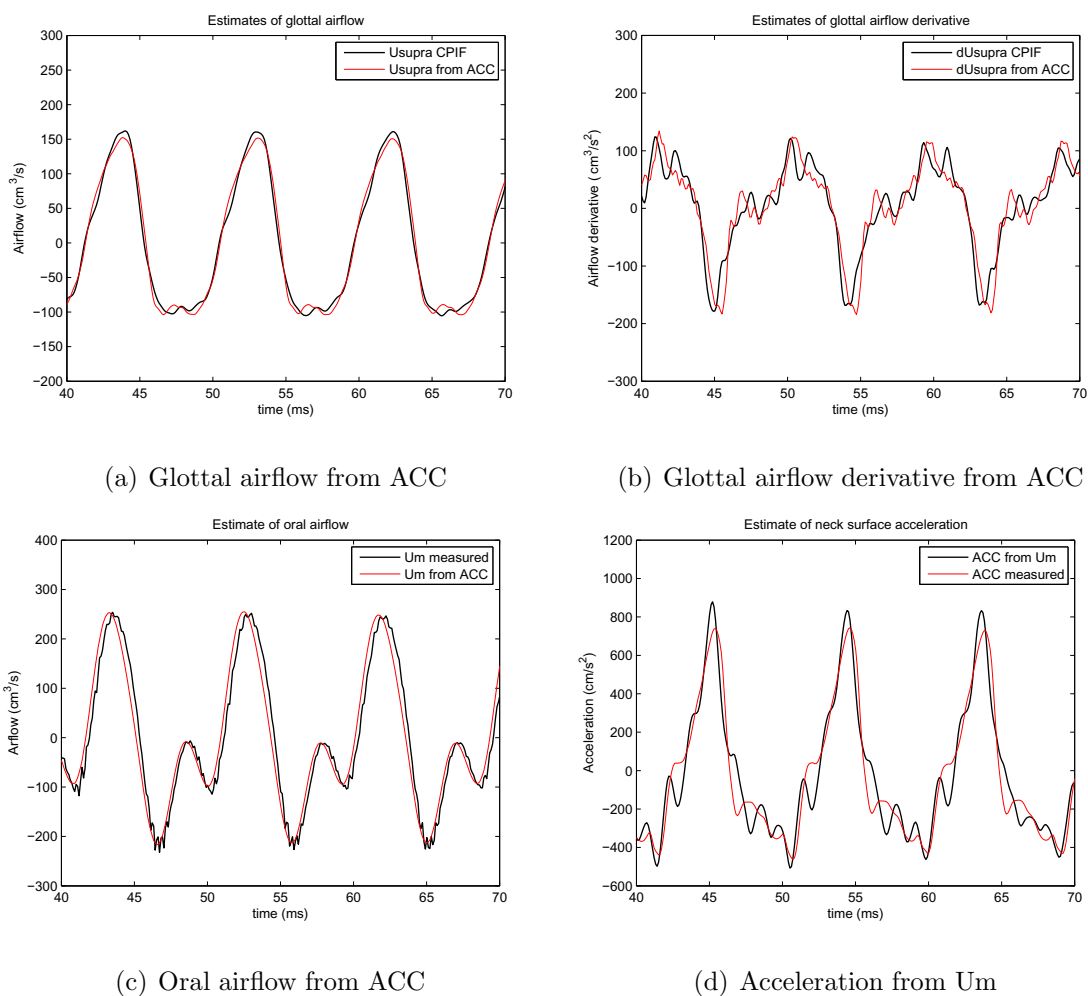 Estimates of glottal airflow
300
250
200
150
100
50
0
−50
−100
−150
−200
40 45 50 55 60 65 70
time (ms)
Airflow (cm³/s)
Usupra CPIF
Usupra from ACC
(a) Glottal airflow from ACC
Estimates of glottal airflow derivative
300
200
100
0
−100
−200
−300
40 45 50 55 60 65 70
time (ms)
Airflow derivative ( cm³/s²)
dUsupra CPIF
dUsupra from ACC
(b) Glottal airflow derivative from ACC
Estimate of oral airflow
400
300
200
100
0
−100
−200
−300
40 45 50 55 60 65 70
time (ms)
Arflow (cm³/s)
Um measured
Um from ACC
(c) Oral airflow from ACC
Estimate of neck surface acceleration
1200
1000
800
600
400
200
0
−200
−400
−600
40 45 50 55 60 65 70
time (ms)
Acceleration (cm/s²)
ACC from Um
ACC measured
(d) Acceleration from Um